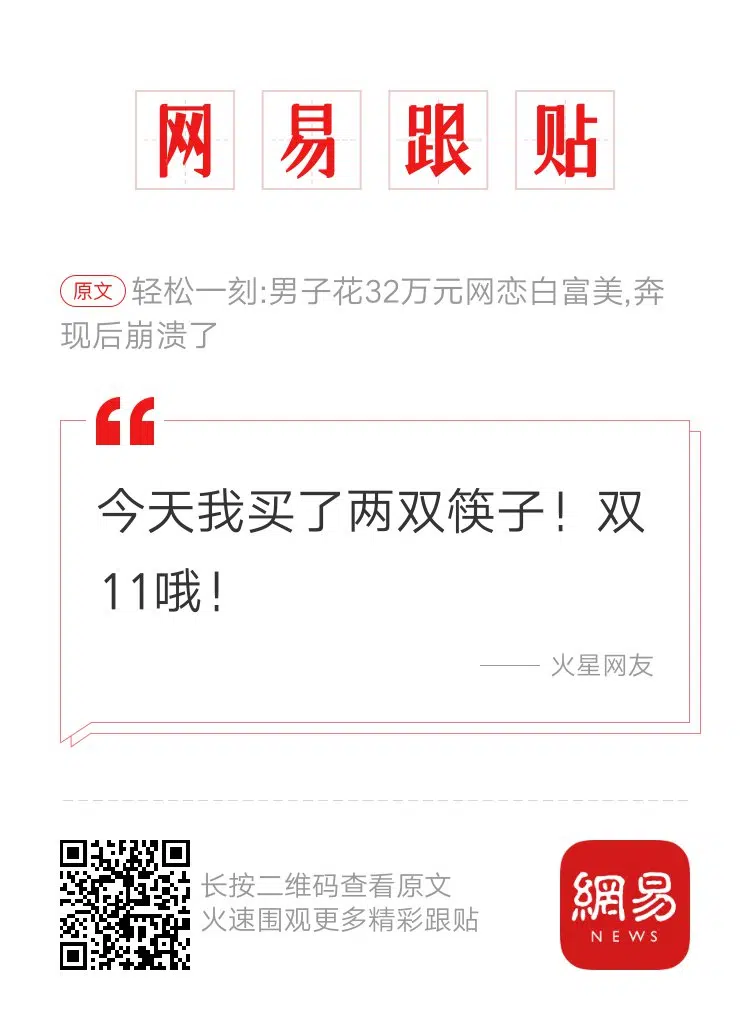 网易跟贴
原文 轻松一刻:男子花32万元网恋白富美,奔
现后崩溃了
今天我买了两双筷子！双
11哦！
—— 火星网友
长按二维码查看原文
火速围观更多精彩跟贴
網易
NEWS